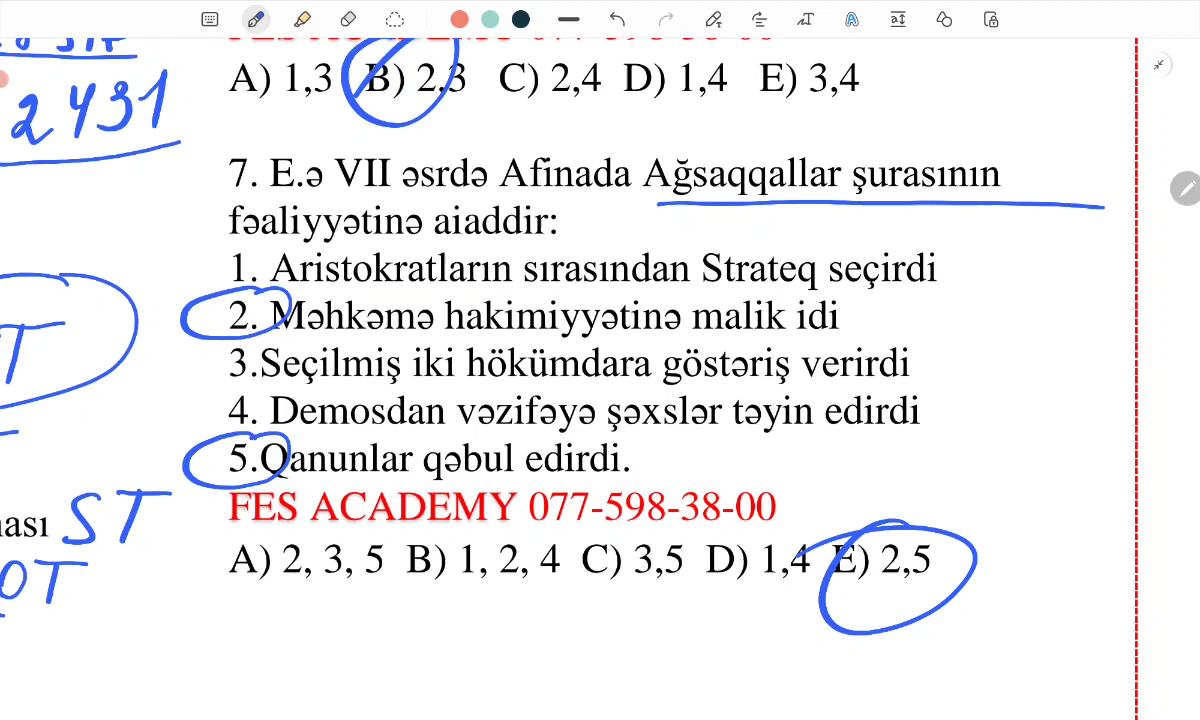 2431
A) 1,3 B) 2,3 C) 2,4 D) 1,4 E) 3,4
7. E.ə VII əsrdə Afinada Ağsaqqallar şurasının
fəaliyyətinə aiaddir:
1. Aristokratların sırasından Strateq seçirdi
2. Məhkəmə hakimiyyətinə malik idi
3.Seçilmiş iki hökümdara göstəriş verirdi
4. Demosdan vəzifəyə şəxslər təyin edirdi
5.Qanunlar qəbul edirdi.
T
FES ACADEMY 077-598-38-00
ST
A) 2, 3, 5 B) 1, 2, 4 C) 3,5 D) 1,4 E) 2,5
OT